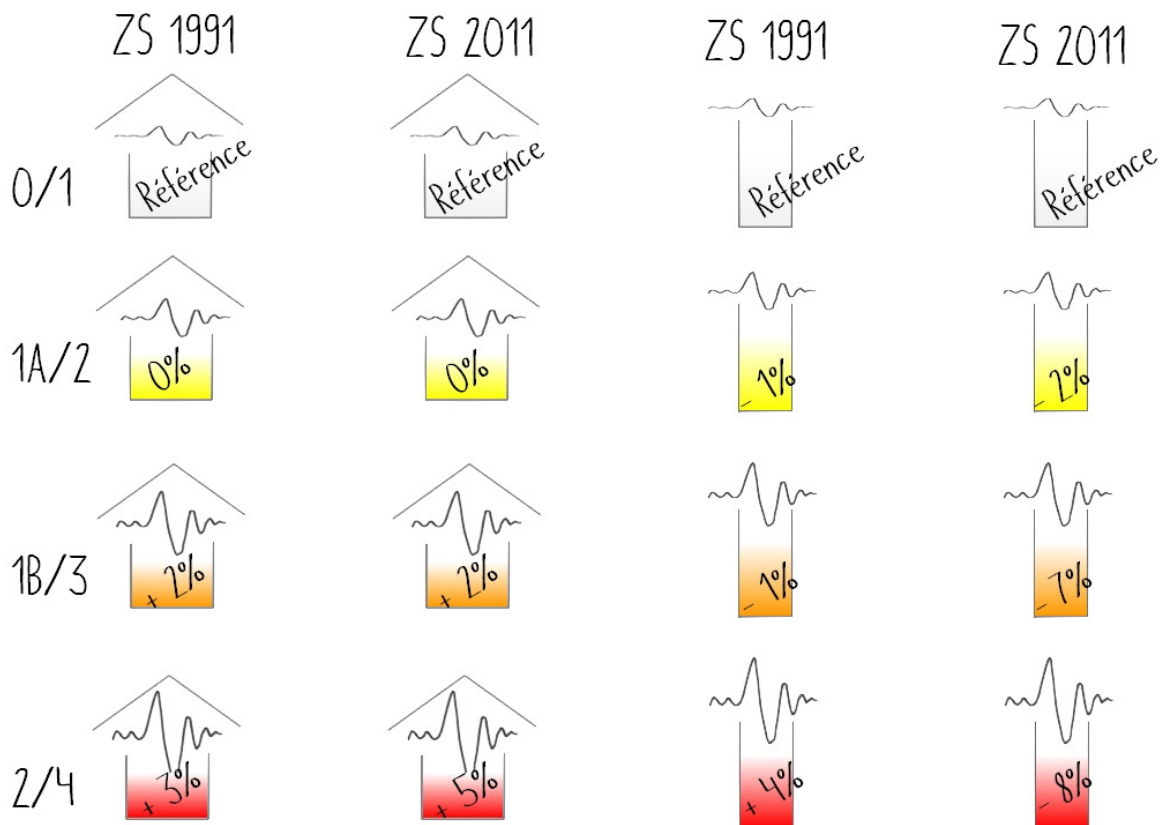 ZS 1991 ZS 2011 ZS 1991 ZS 2011
0/1 Référence Référence Référence Référence
1A/2 0% 0% - 1% - 2%
1B/3 + 2% + 2% - 1% - 7%
2/4 + 3% + 5% + 4% - 8%